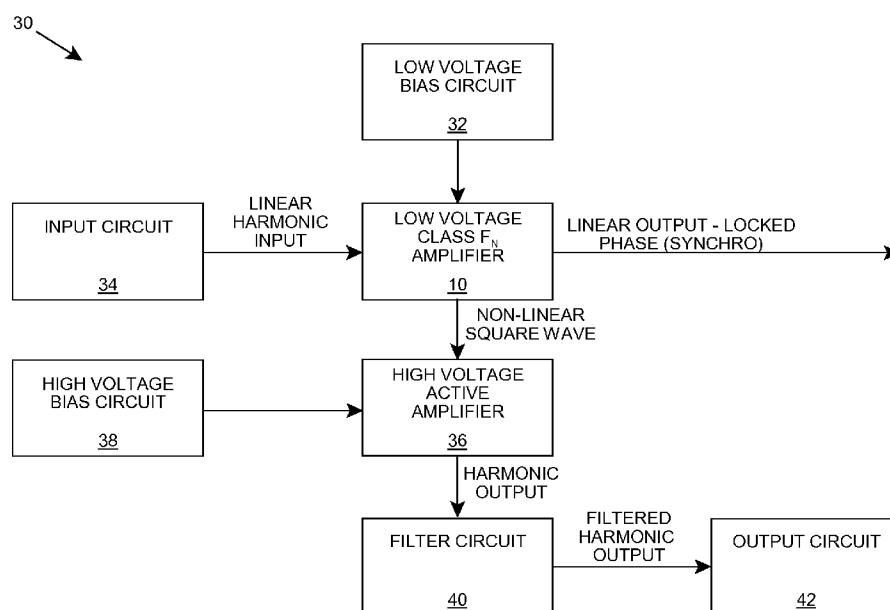 30
LOW VOLTAGE
BIAS CIRCUIT
32
INPUT CIRCUIT
34
LINEAR
HARMONIC
INPUT
LOW VOLTAGE
CLASS F_N
AMPLIFIER
10
LINEAR OUTPUT - LOCKED
PHASE (SYNCHRO)
NON-LINEAR
SQUARE WAVE
HIGH VOLTAGE
BIAS CIRCUIT
38
HIGH VOLTAGE
ACTIVE
AMPLIFIER
36
HARMONIC
OUTPUT
FILTER CIRCUIT
40
FILTERED
HARMONIC
OUTPUT
OUTPUT CIRCUIT
42